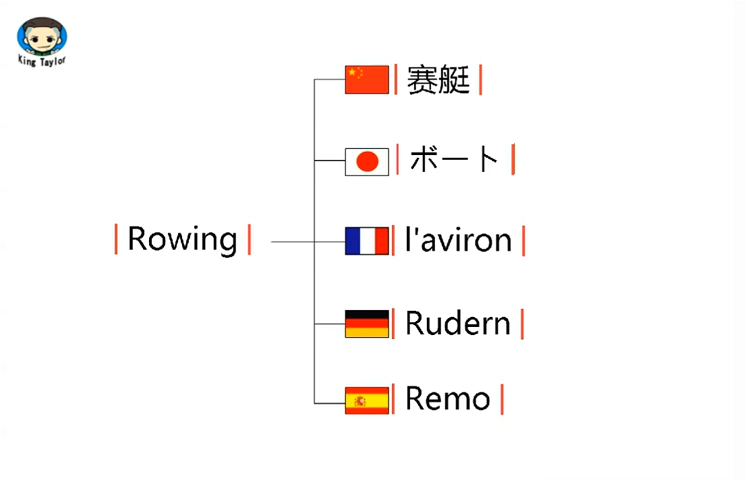 King Taylor
赛艇
ボート
Rowing
l'aviron
Rudern
Remo